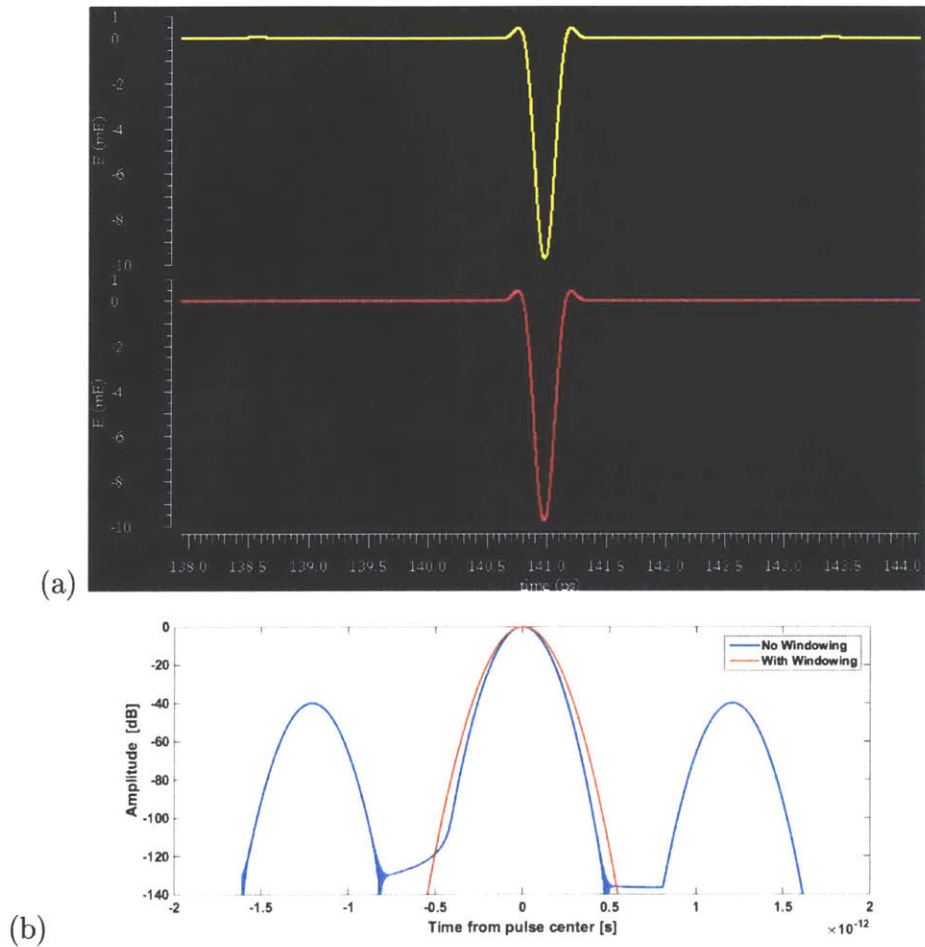 1
0
-2
-4
-6
-8
-10
E (mE)
1
0
-2
-4
-6
-8
-10
E (mE)
138.0 138.5 139.0 139.5 140.0 140.5 141.0 141.5 142.0 142.5 143.0 143.5 144.0
time (ps)
(a)
0
-20
-40
-60
-80
-100
-120
-140
Amplitude [dB]
No Windowing
With Windowing
-2 -1.5 -1 -0.5 0 0.5 1 1.5 2
Time from pulse center [s]
×10-12
(b)